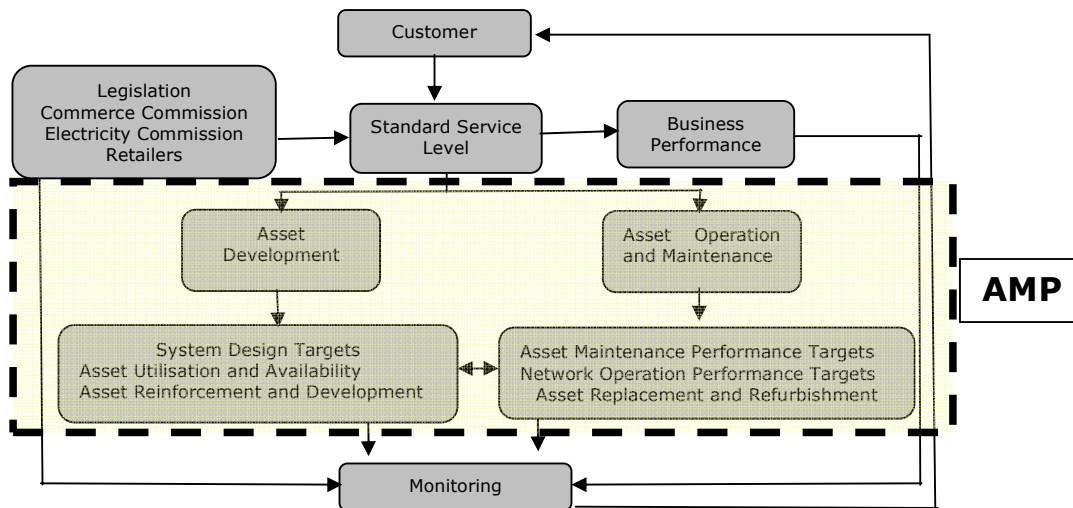 Customer
Legislation
Commerce Commission
Electricity Commission
Retailers
Standard Service
Level
Business
Performance
Asset
Development
Asset Operation
and Maintenance
AMP
System Design Targets
Asset Utilisation and Availability
Asset Reinforcement and Development
Asset Maintenance Performance Targets
Network Operation Performance Targets
Asset Replacement and Refurbishment
Monitoring